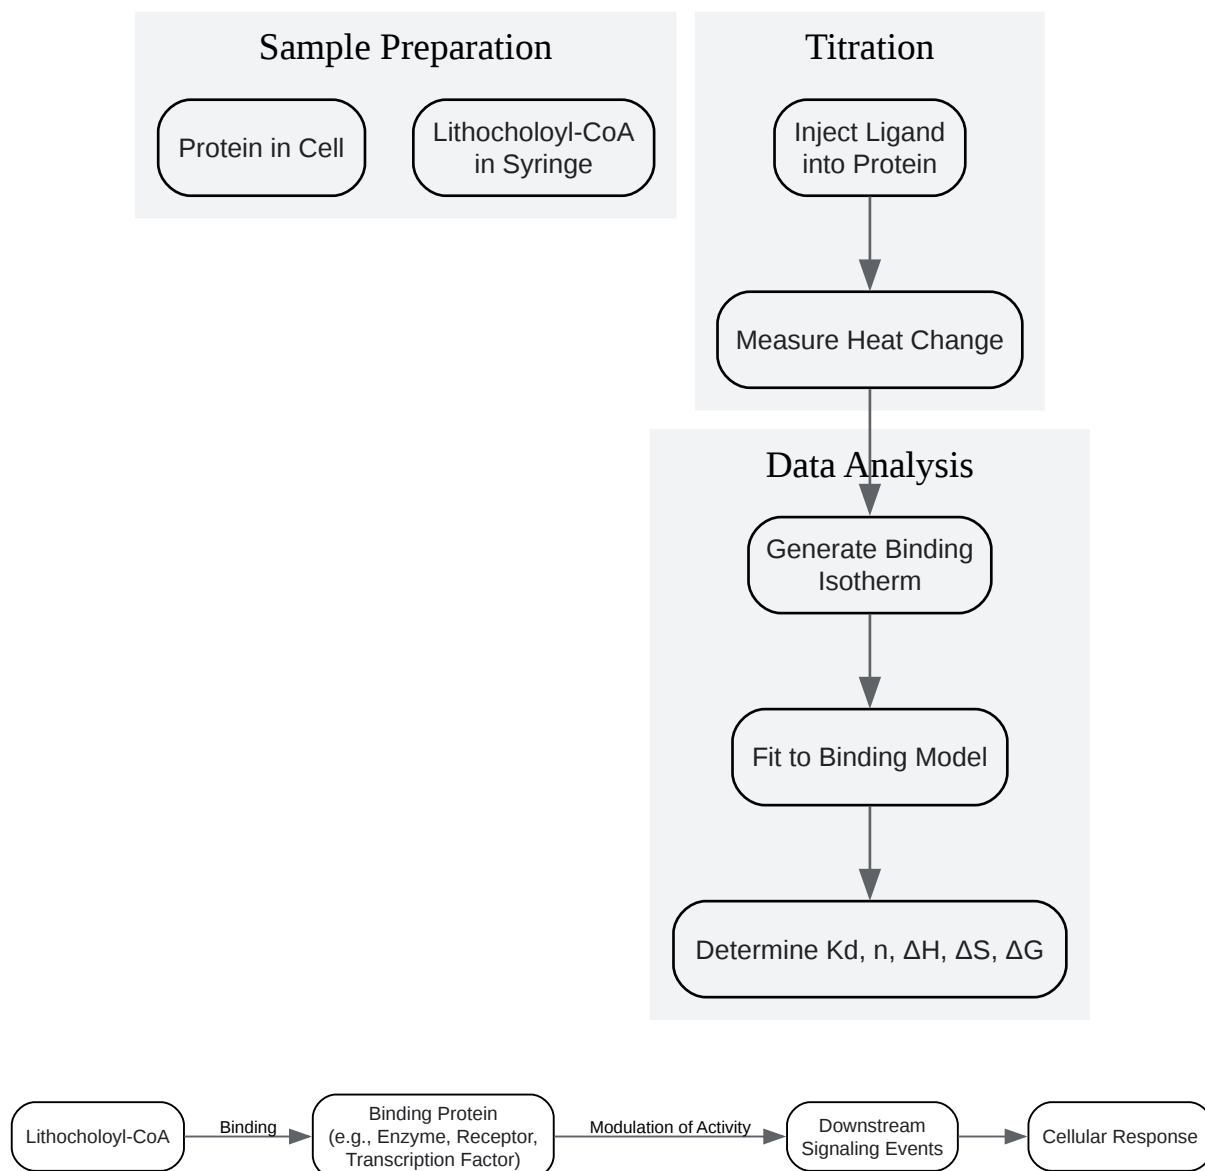 Sample Preparation
Protein in Cell
Lithocholoyl-CoA
in Syringe
Titration
Inject Ligand
into Protein
Measure Heat Change
Data Analysis
Generate Binding
Isotherm
Fit to Binding Model
Determine Kd, n, ΔH, ΔS, ΔG
Lithocholoyl-CoA
Binding
Binding Protein
(e.g., Enzyme, Receptor,
Transcription Factor)
Modulation of Activity
Downstream
Signaling Events
Cellular Response